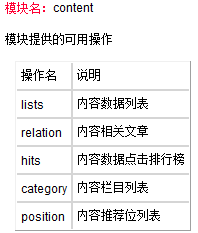 模块名：content
模块提供的可用操作
操作名 说明
lists 内容数据列表
relation 内容相关文章
hits 内容数据点击排行榜
category 内容栏目列表
position 内容推荐位列表